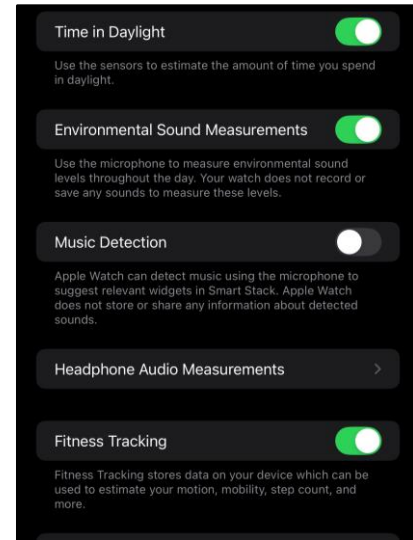 Time in Daylight
Use the sensors to estimate the amount of time you spend
in daylight.
Environmental Sound Measurements
Use the microphone to measure environmental sound
levels throughout the day. Your watch does not record or
save any sounds to measure these levels.
Music Detection
Apple Watch can detect music using the microphone to
suggest relevant widgets in Smart Stack. Apple Watch
does not store or share any information about detected
sounds.
Headphone Audio Measurements
Fitness Tracking
Fitness Tracking stores data on your device which can be
used to estimate your motion, mobility, step count, and
more.